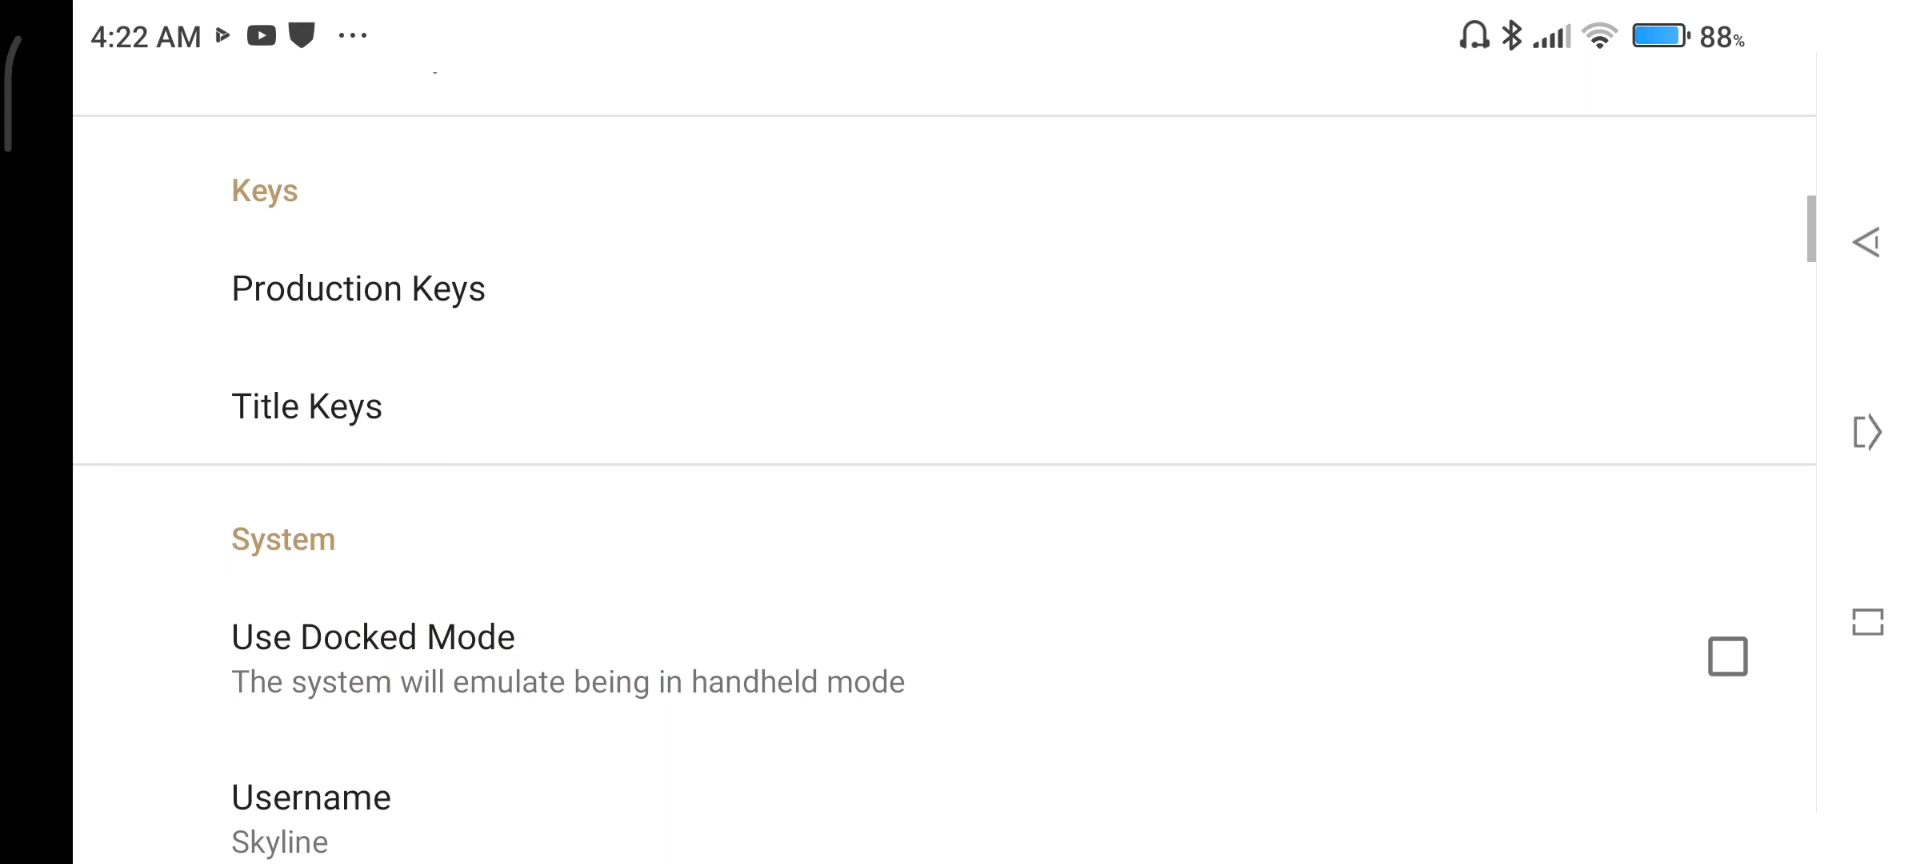 4:22 AM ... 88%
Keys
Production Keys
Title Keys
System
Use Docked Mode
The system will emulate being in handheld mode
Username
Skyline